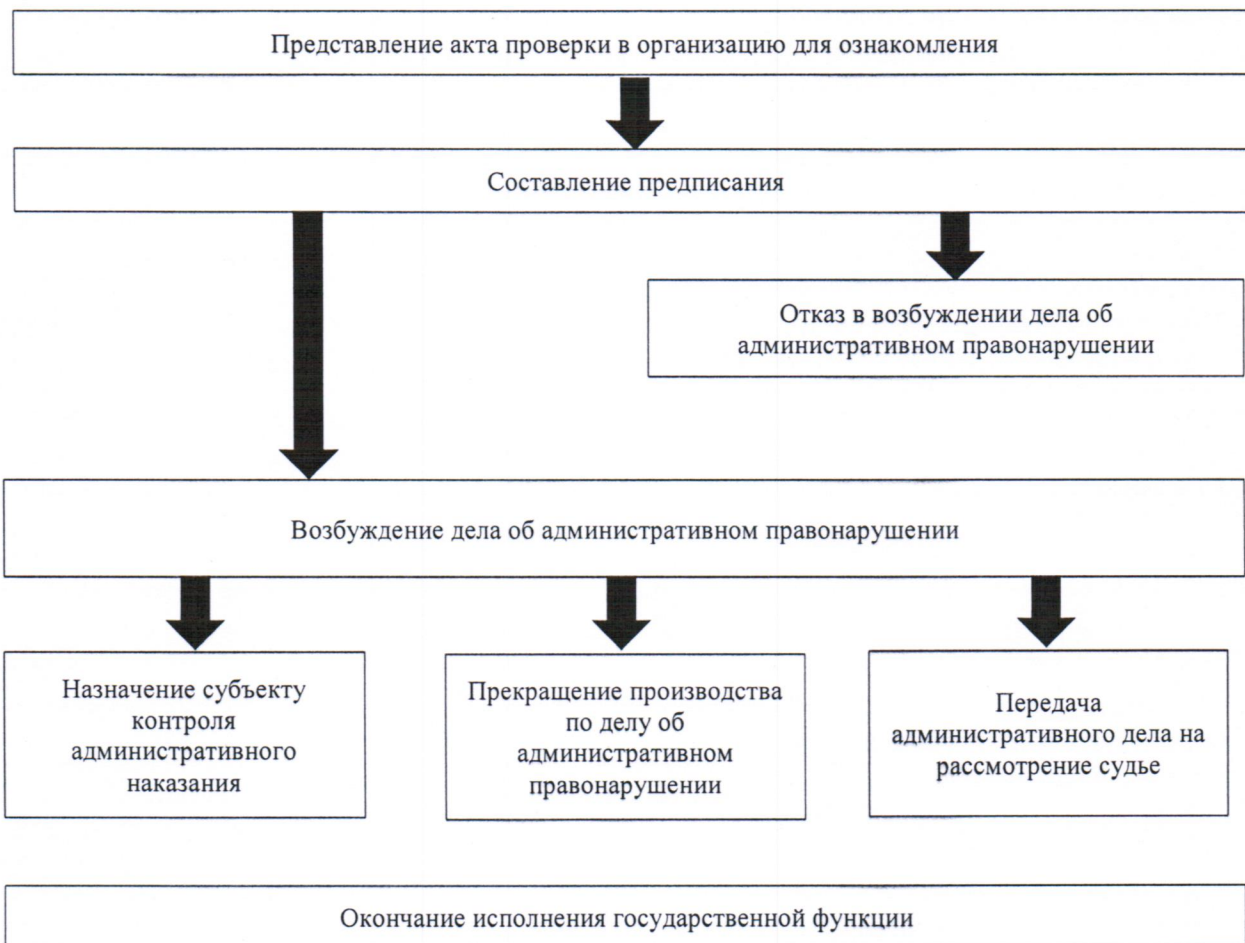 Представление акта проверки в организацию для ознакомления
Составление предписания
Отказ в возбуждении дела об
административном правонарушении
Возбуждение дела об административном правонарушении
Назначение субъекту
контроля
административного
наказания
Прекращение производства
по делу об
административном
правонарушении
Передача
административного дела на
рассмотрение судье
Окончание исполнения государственной функции